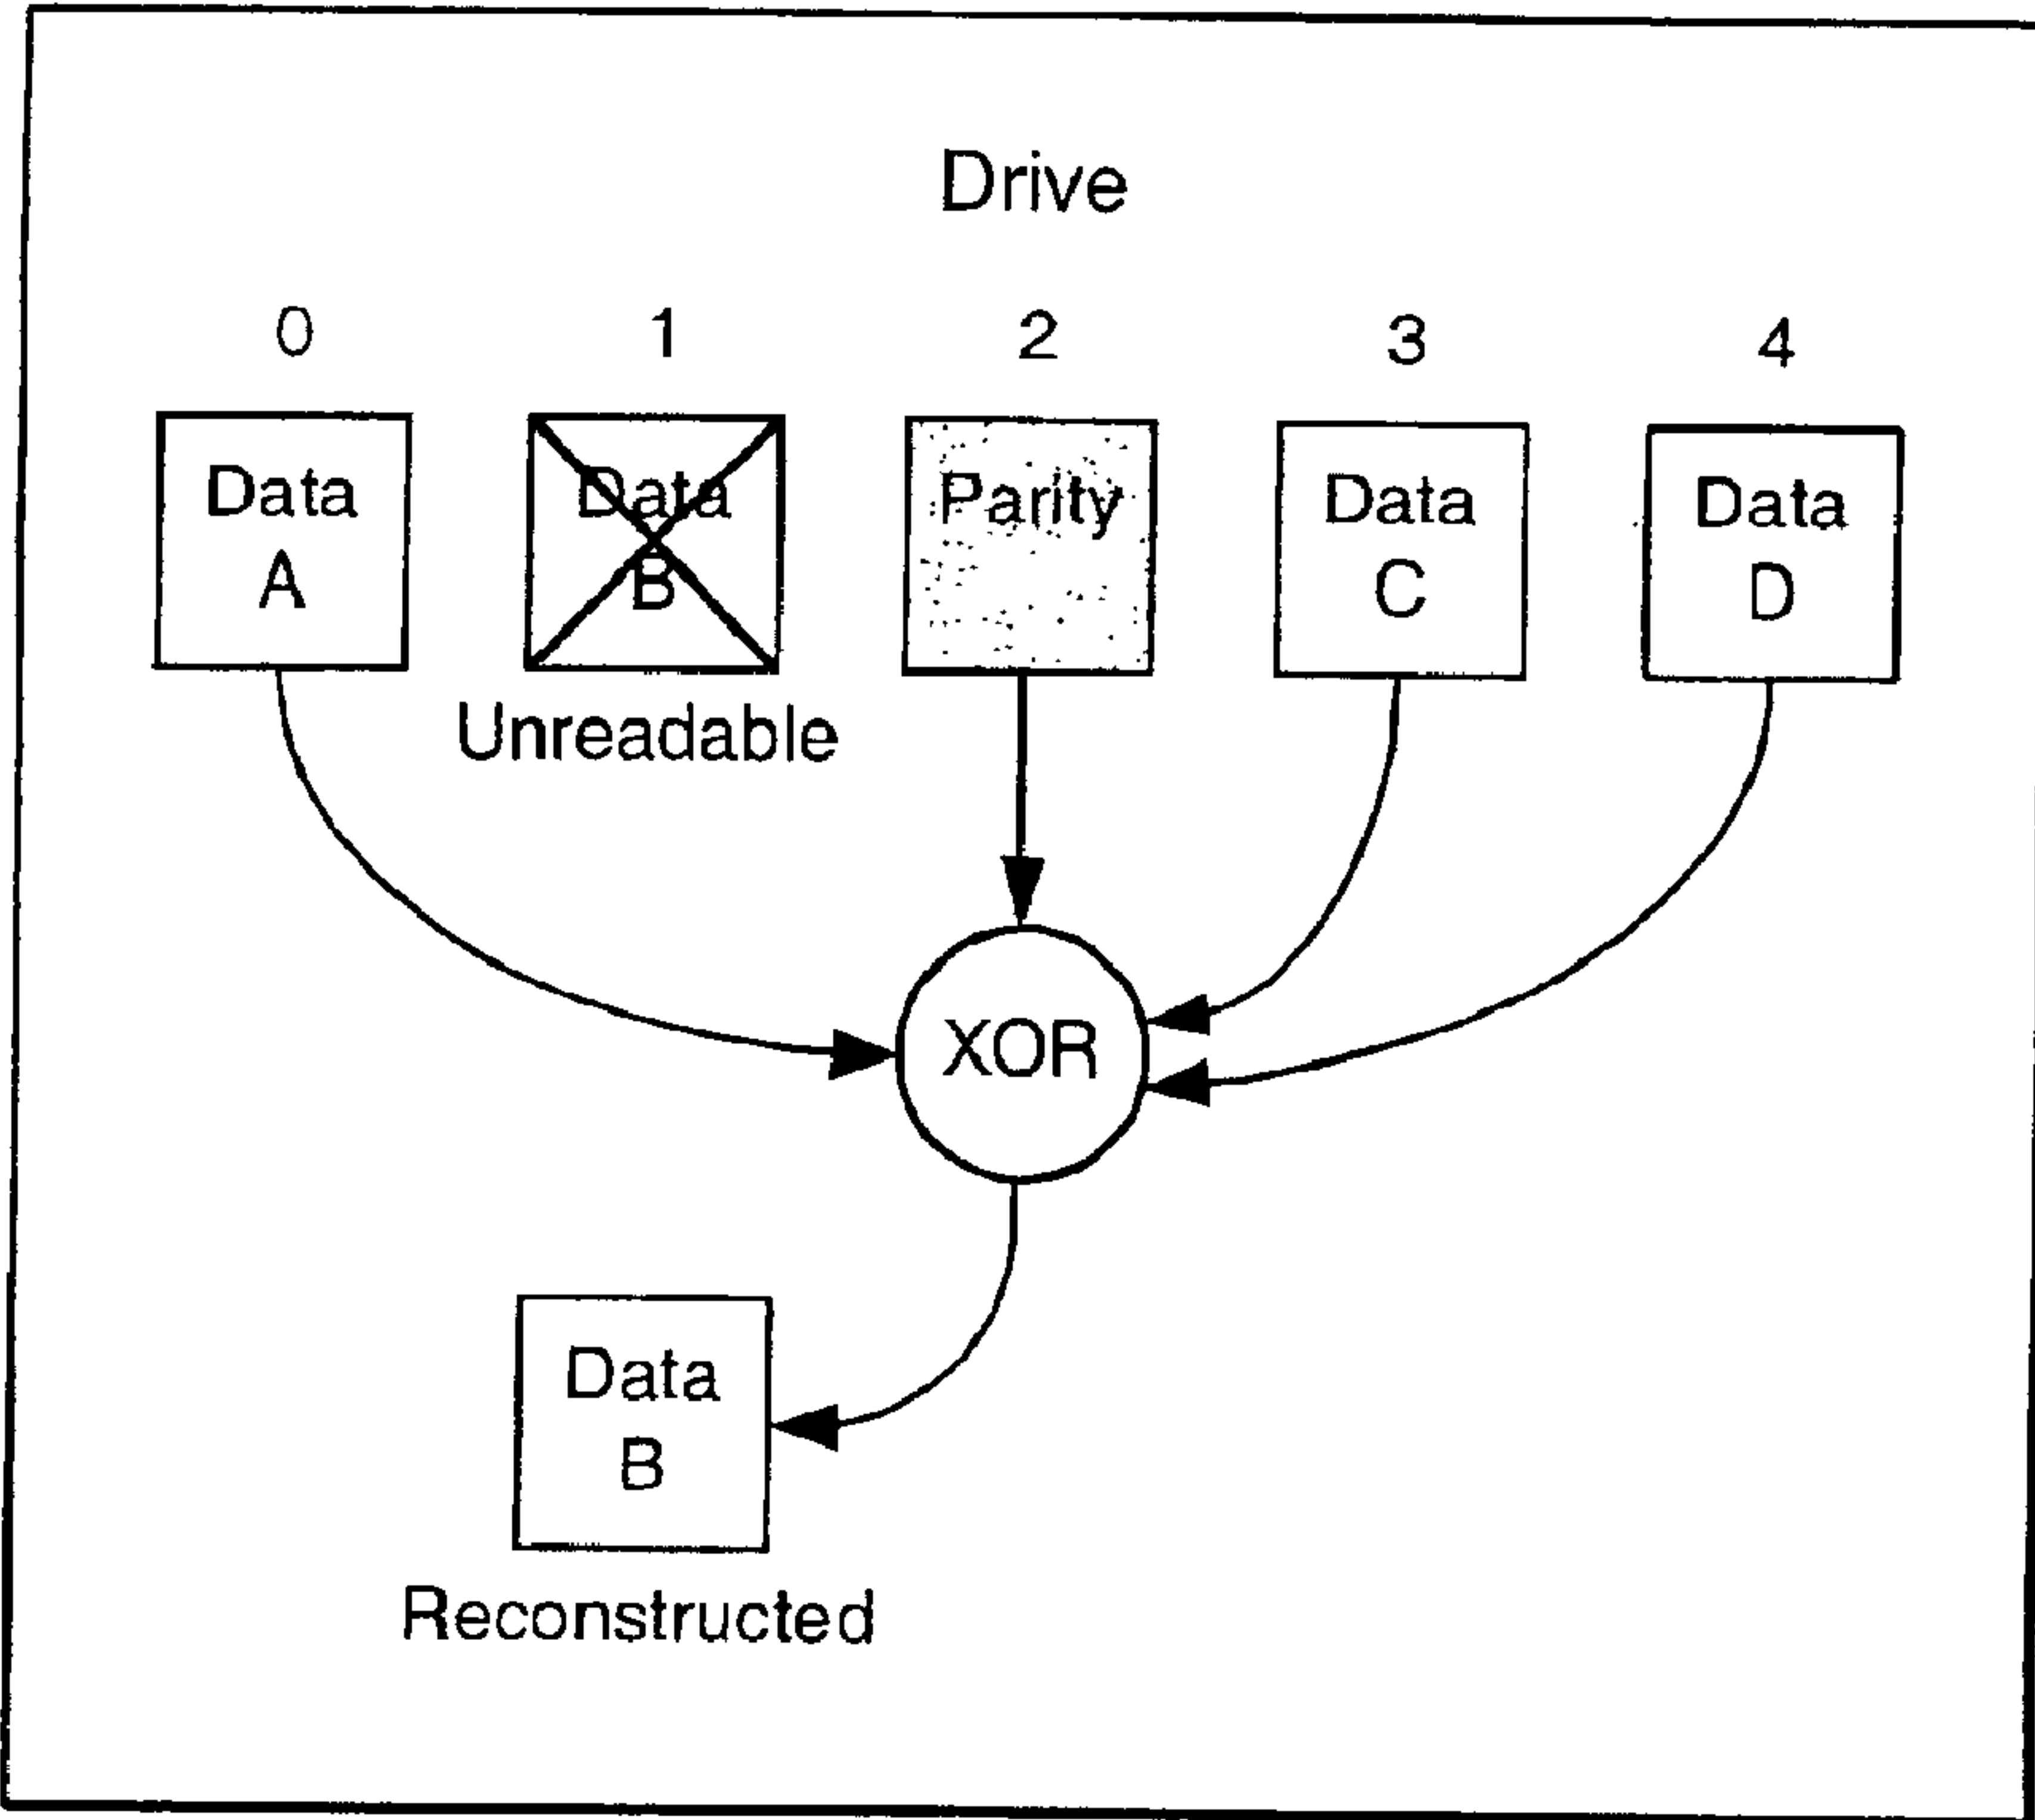 Drive
0 1 2 3 4
Data A
Data B
Parity
Data C
Data D
Unreadable
XOR
Data B
Reconstructed